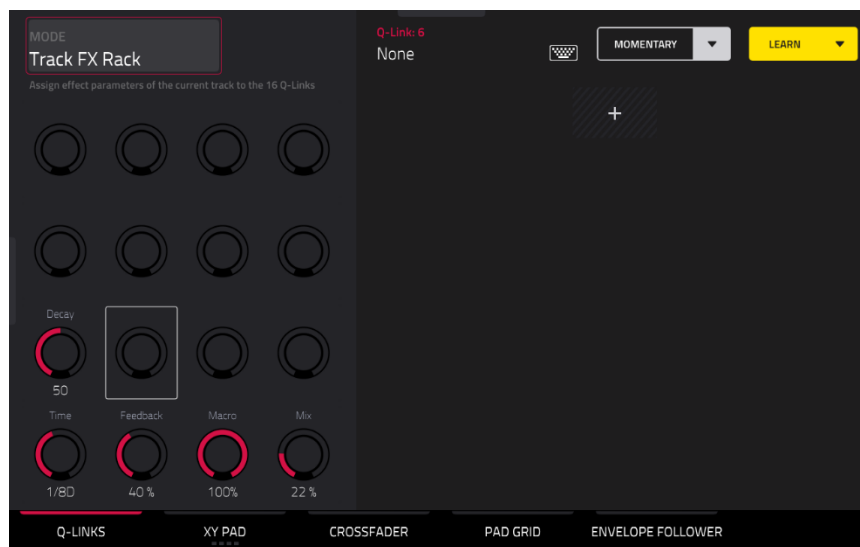 MODE
Track FX Rack
Assign effect parameters of the current track to the 16 Q-Links
Q-Link: 6
None
MOMENTARY
LEARN
+
Decay
50
Time Feedback Macro Mix
1/8D 40 % 100% 22 %
Q-LINKS XY PAD CROSSFADER PAD GRID ENVELOPE FOLLOWER